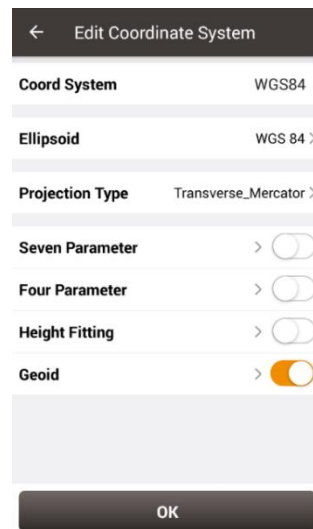 Edit Coordinate System
Coord System WGS84
Ellipsoid WGS 84
Projection Type Transverse_Mercator
Seven Parameter
Four Parameter
Height Fitting
Geoid
OK